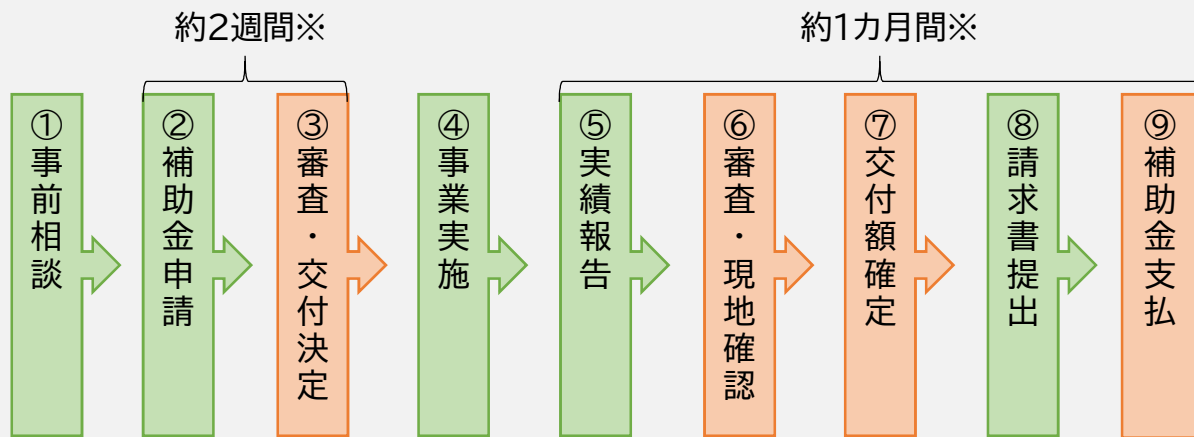 約2週間※
約1カ月間※
①事前相談
②補助金申請
③審査・交付決定
④事業実施
⑤実績報告
⑥審査・現地確認
⑦交付額確定
⑧請求書提出
⑨補助金支払